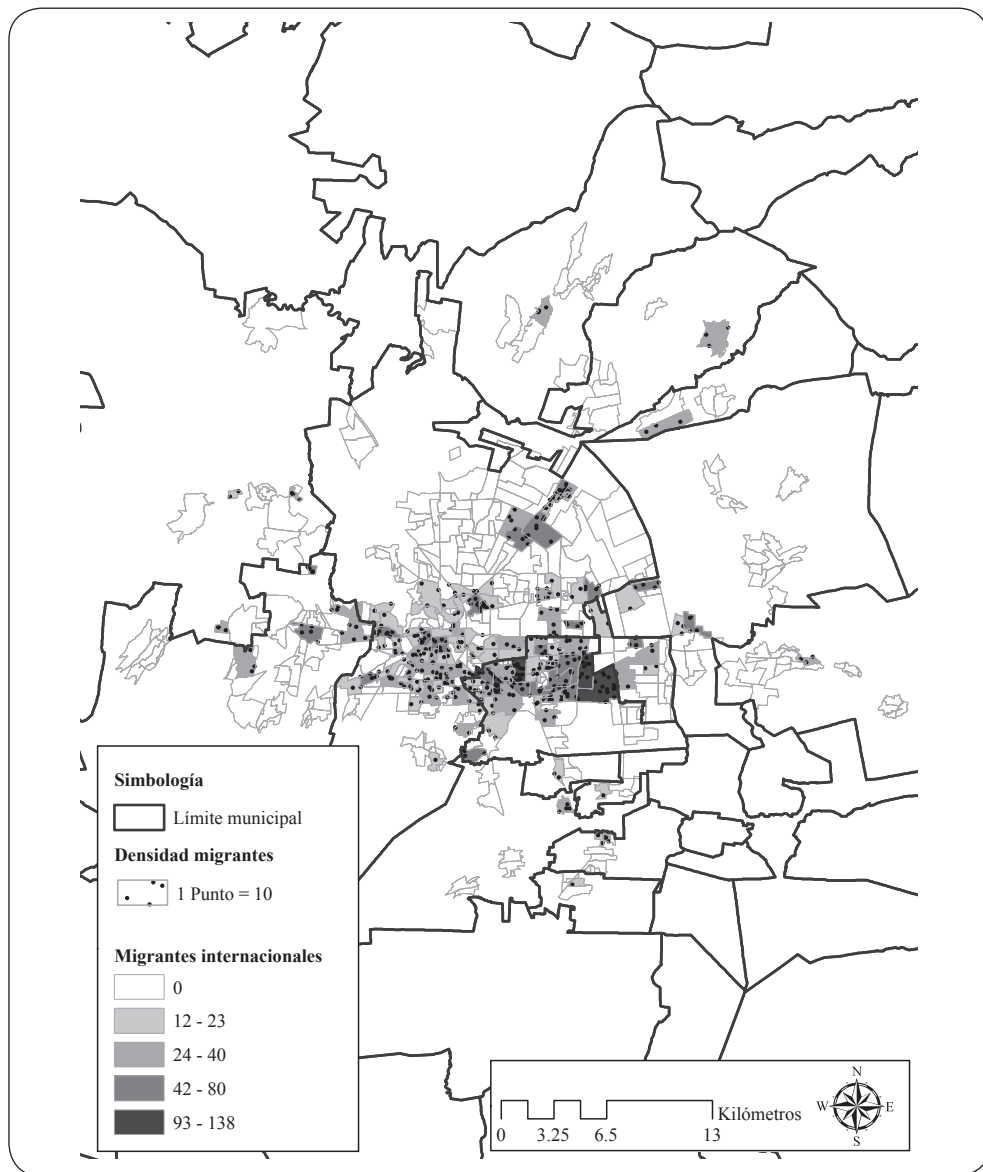 Simbología
Límite municipal
Densidad migrantes
1 Punto = 10
Migrantes internacionales
0
12 - 23
24 - 40
42 - 80
93 - 138
N
W E
S
Kilómetros
0 3.25 6.5 13